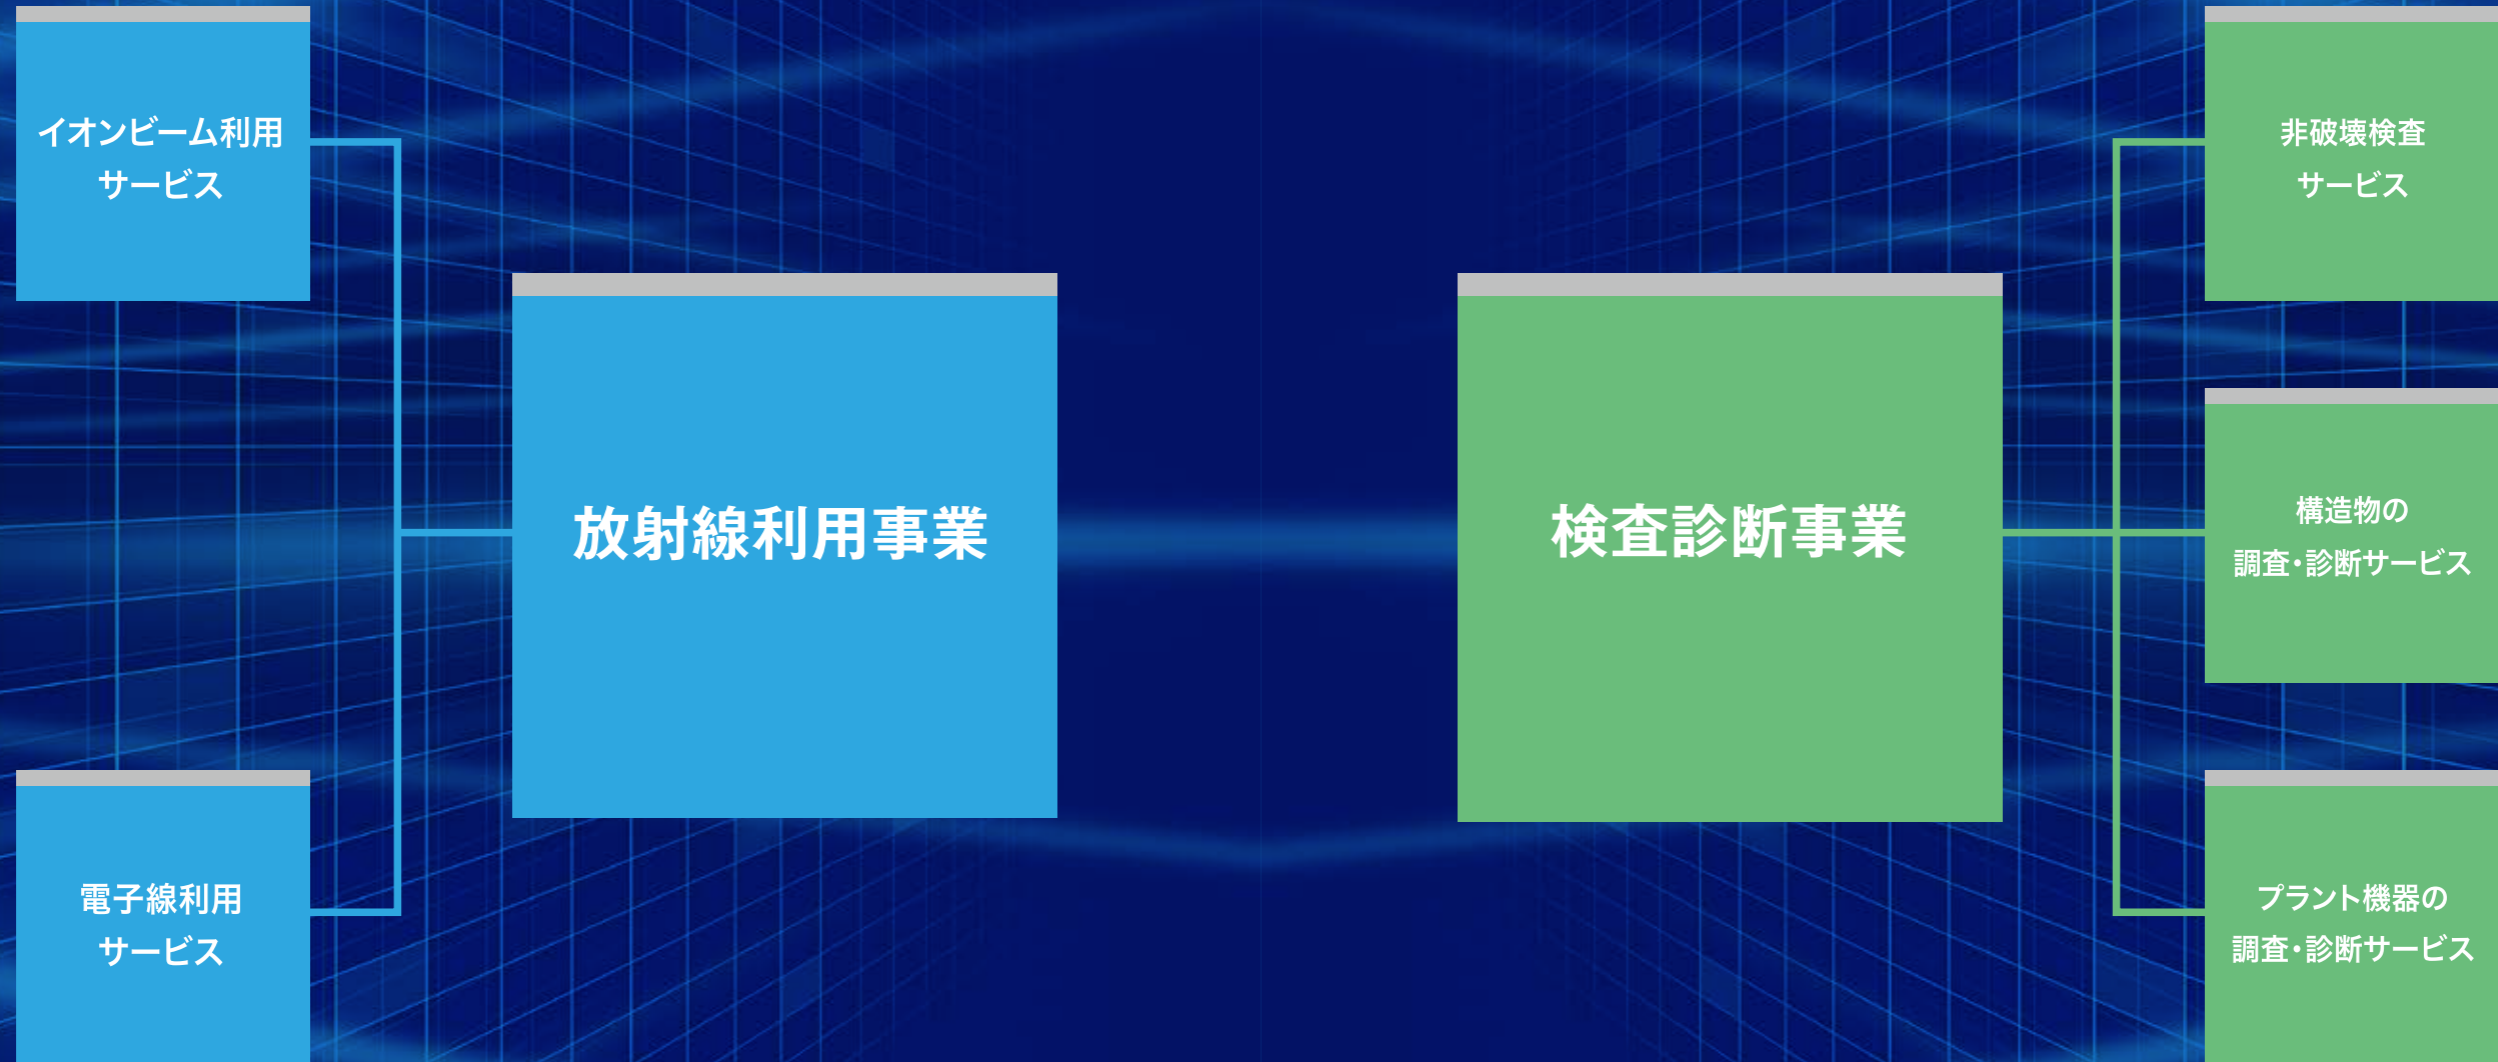 イオンビーム利用
サービス
電子線利用
サービス
放射線利用事業
検査診断事業
非破壊検査
サービス
構造物の
調査・診断サービス
プラント機器の
調査・診断サービス